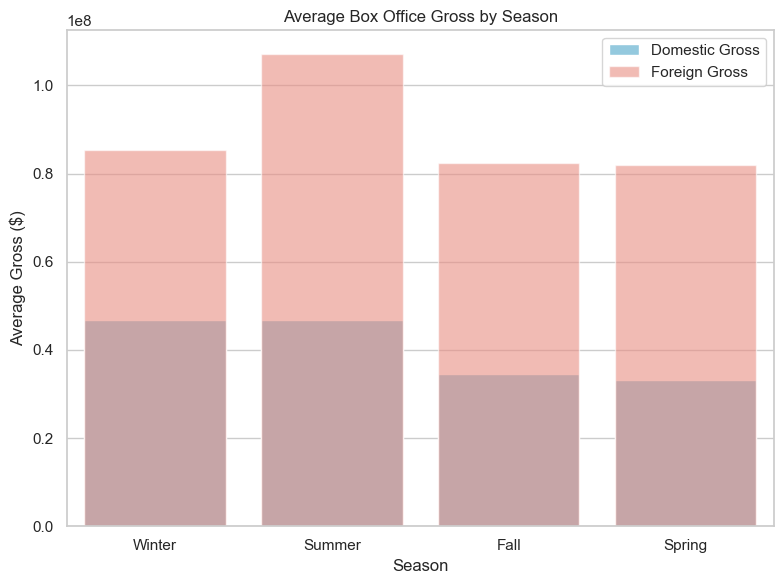 Average Box Office Gross by Season
1e8
Domestic Gross
Foreign Gross
1.0
0.8
0.6
0.4
0.2
0.0
Average Gross ($)
Winter
Summer
Fall
Spring
Season